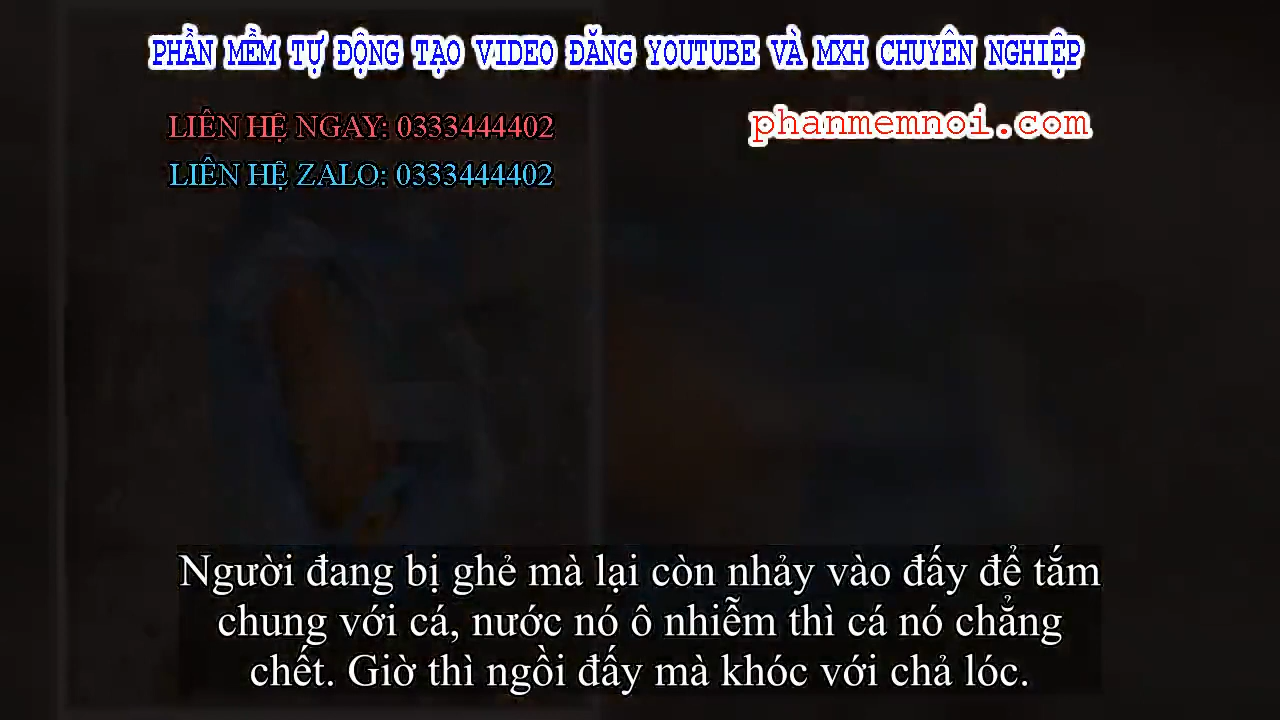 PHẦN MỀM TỰ ĐỘNG TẠO VIDEO ĐĂNG YOUTUBE VÀ MXH CHUYÊN NGHIỆP
LIÊN HỆ NGAY: 0333444402
phanmemnoi.com
LIÊN HỆ ZALO: 0333444402
Người đang bị ghẻ mà lại còn nhảy vào đấy để tắm
chung với cá, nước nó ô nhiễm thì cá nó chẳng
chết. Giờ thì ngồi đấy mà khóc với chả lóc.